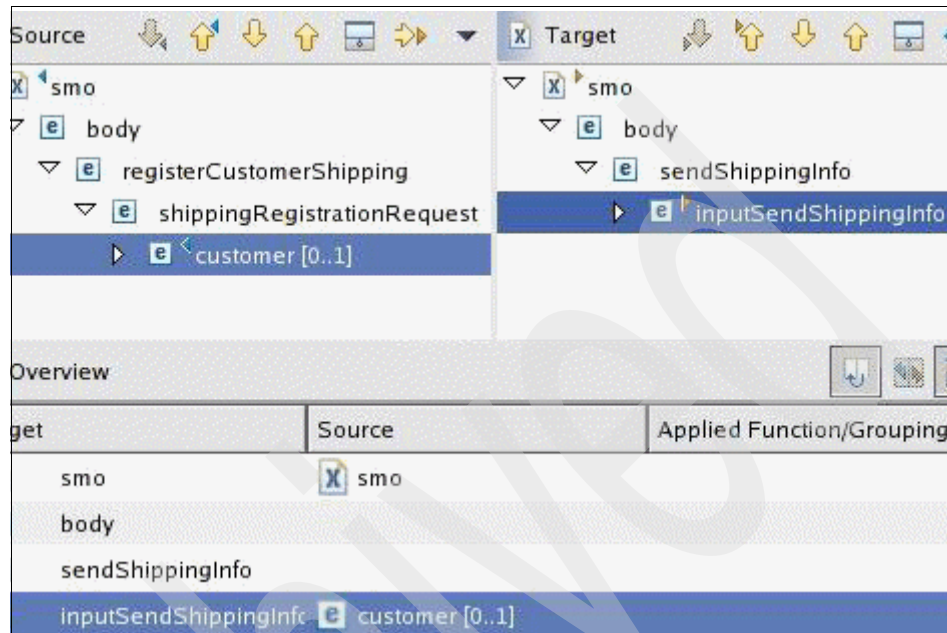 Source
Target
smo
body
registerCustomerShipping
shippingRegistrationRequest
customer [0..1]
smo
body
sendShippingInfo
inputSendShippingInfo
Overview
get
Source
Applied Function/Grouping
smo
smo
body
sendShippingInfo
inputSendShippingInfo
customer [0..1]